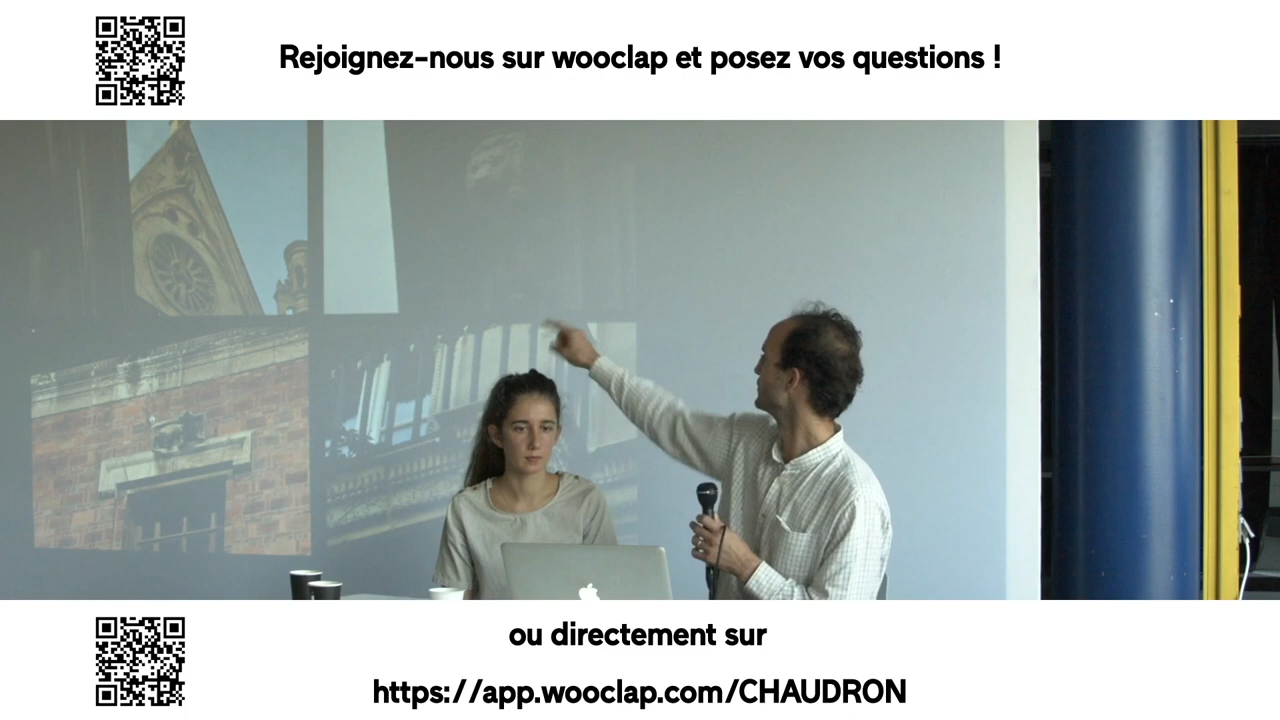 Rejoignez-nous sur wooclap et posez vos questions !
ou directement sur
https://app.wooclap.com/CHAUDRON